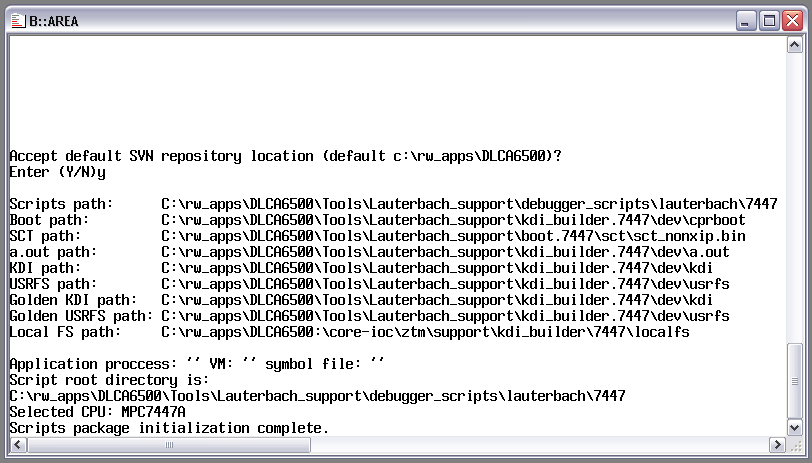 B::AREA
Accept default SVN repository location (default c:\rw_apps\DLCA6500)?
Enter (Y/N)y
Scripts path: C:\rw_apps\DLCA6500\Tools\Lauterbach_support\debugger_scripts\lauterbach\7447
Boot path: C:\rw_apps\DLCA6500\Tools\Lauterbach_support\kdi_builder.7447\dev\cprboot
SCT path: C:\rw_apps\DLCA6500\Tools\Lauterbach_support\boot.7447\sct\sct_nonxip.bin
a.out path: C:\rw_apps\DLCA6500\Tools\Lauterbach_support\kdi_builder.7447\dev\a.out
KDI path: C:\rw_apps\DLCA6500\Tools\Lauterbach_support\kdi_builder.7447\dev\kdi
USRFS path: C:\rw_apps\DLCA6500\Tools\Lauterbach_support\kdi_builder.7447\dev\usrfs
Golden KDI path: C:\rw_apps\DLCA6500\Tools\Lauterbach_support\kdi_builder.7447\dev\kdi
Golden USRFS path: C:\rw_apps\DLCA6500\Tools\Lauterbach_support\kdi_builder.7447\dev\usrfs
Local FS path: C:\rw_apps\DLCA6500:\core-ioc\ztm\support\kdi_builder\7447\localfs
Application proccess: '' VM: '' symbol file: ''
Script root directory is:
C:\rw_apps\DLCA6500\Tools\Lauterbach_support\debugger_scripts\lauterbach\7447
Selected CPU: MPC7447A
Scripts package initialization complete.